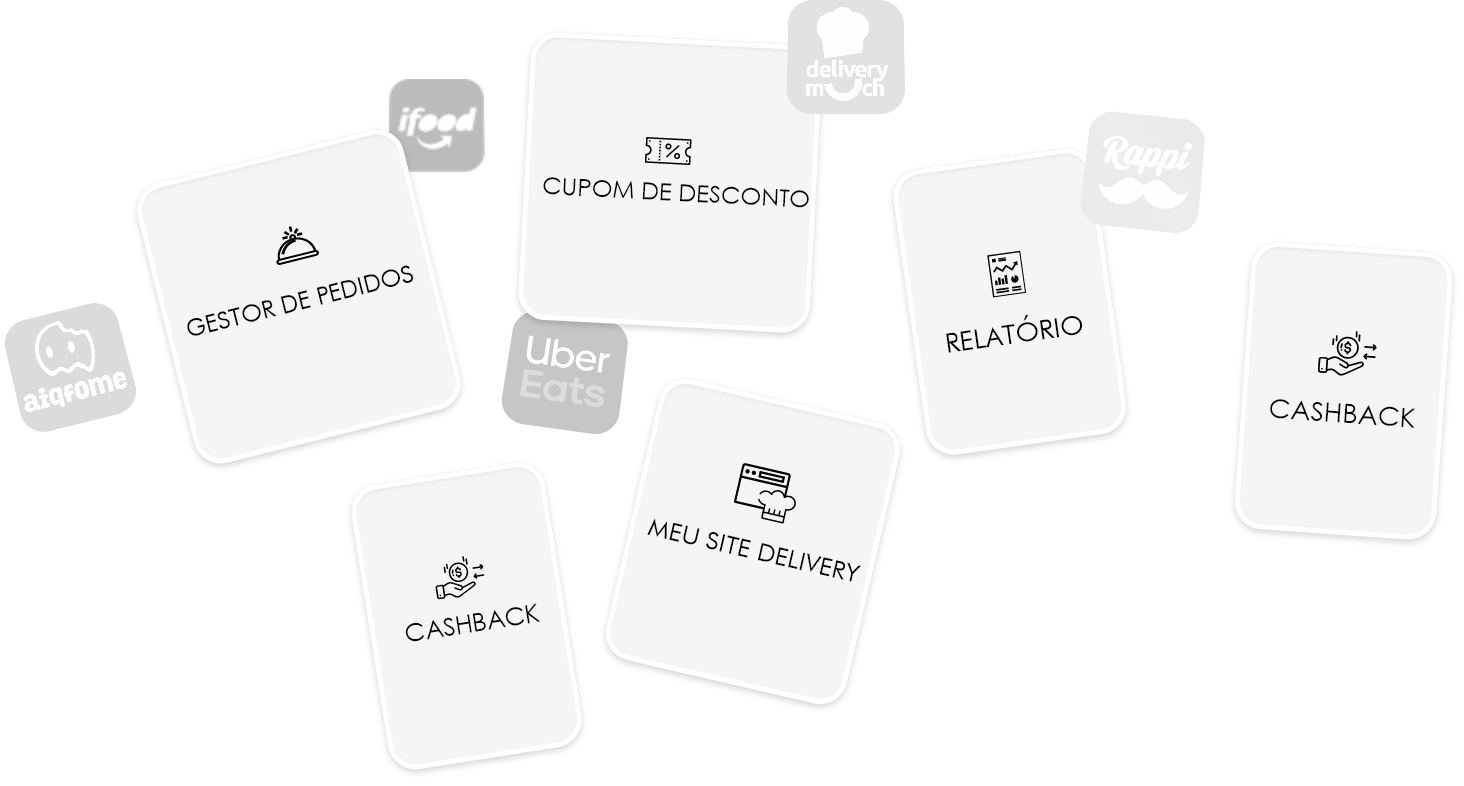 delivery
much
ifood
CUPOM DE DESCONTO
Rappi
GESTOR DE PEDIDOS
RELATÓRIO
aiqfome
Uber
Eats
CASHBACK
MEU SITE DELIVERY
CASHBACK